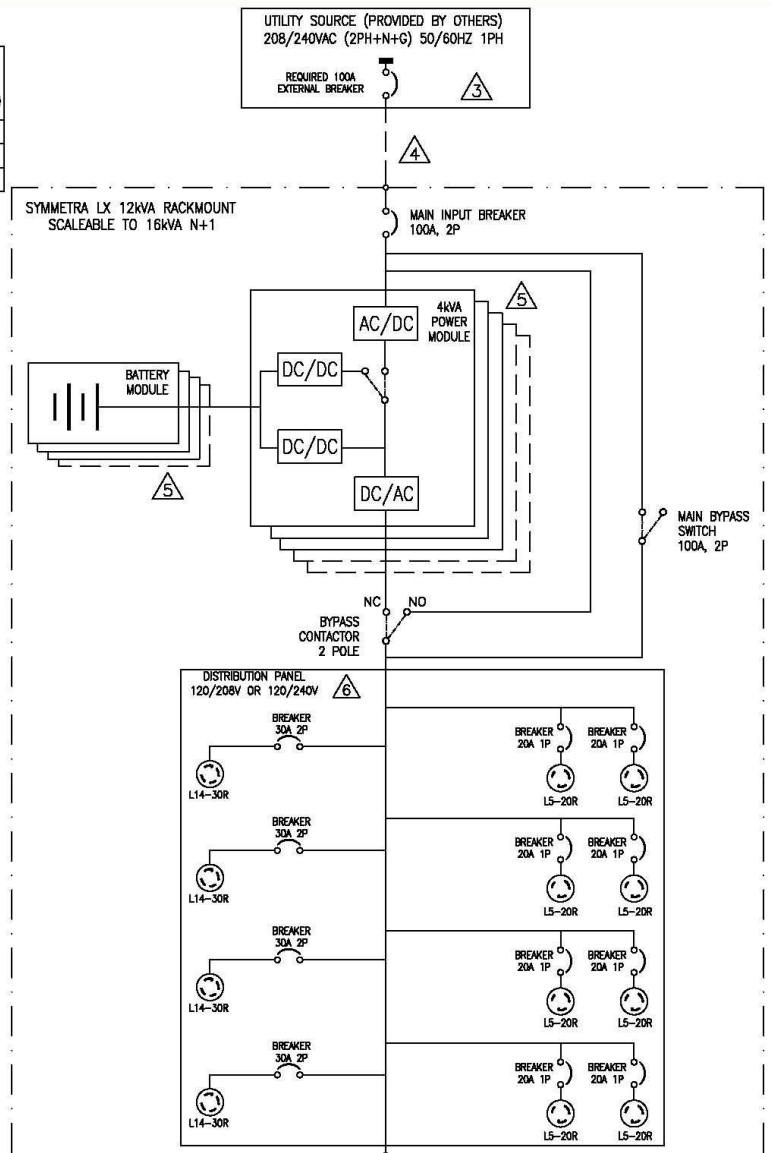 UTILITY SOURCE (PROVIDED BY OTHERS)
208/240VAC (2PH+N+G) 50/60HZ 1PH
REQUIRED 100A
EXTERNAL BREAKER
3
4
SYMMETRA LX 12kVA RACKMOUNT
SCALEABLE TO 16kVA N+1
MAIN INPUT BREAKER
100A, 2P
5
AC/DC
4kVA
POWER
MODULE
DC/DC
BATTERY
MODULE
DC/DC
5
DC/AC
MAIN BYPASS
SWITCH
100A, 2P
NC NO
BYPASS
CONTACTOR
2 POLE
DISTRIBUTION PANEL
120/208V OR 120/240V
6
BREAKER
30A 2P
L14-30R
BREAKER
20A 1P
BREAKER
20A 1P
L5-20R L5-20R
BREAKER
30A 2P
L14-30R
BREAKER
20A 1P
BREAKER
20A 1P
L5-20R L5-20R
BREAKER
30A 2P
L14-30R
BREAKER
20A 1P
BREAKER
20A 1P
L5-20R L5-20R
BREAKER
30A 2P
L14-30R
BREAKER
20A 1P
BREAKER
20A 1P
L5-20R L5-20R